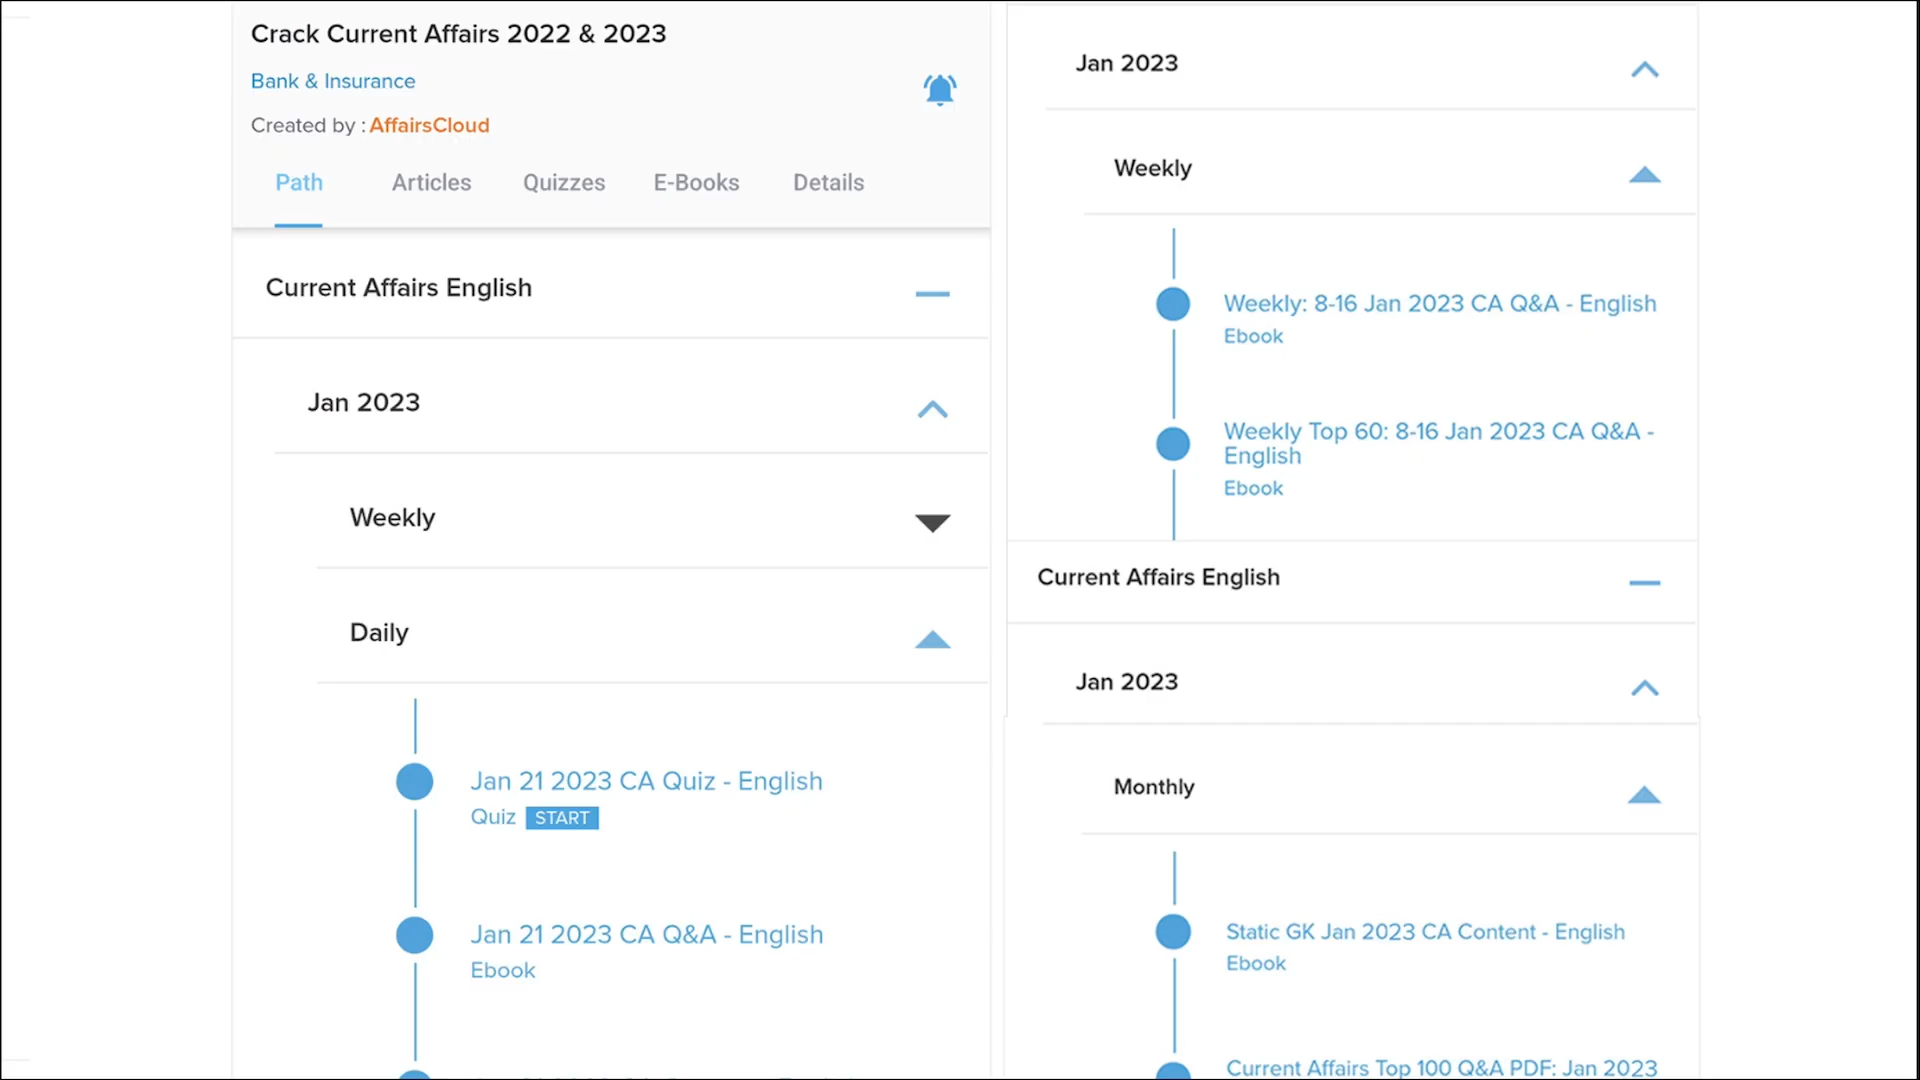 Crack Current Affairs 2022 & 2023
Bank & Insurance
Created by : AffairsCloud
Path Articles Quizzes E-Books Details
Current Affairs English
Jan 2023
Weekly
Daily
Jan 21 2023 CA Quiz - English
Quiz START
Jan 21 2023 CA Q&A - English
Ebook
Jan 2023
Weekly
Weekly: 8-16 Jan 2023 CA Q&A - English
Ebook
Weekly Top 60: 8-16 Jan 2023 CA Q&A -
English
Ebook
Current Affairs English
Jan 2023
Monthly
Static GK Jan 2023 CA Content - English
Ebook
Current Affairs Top 100 Q&A PDF: Jan 2023